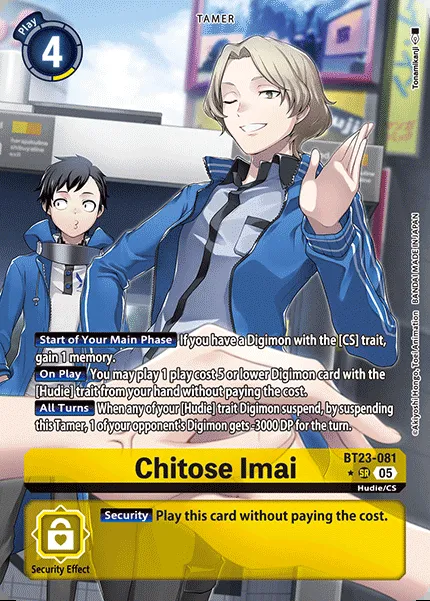 TAMER
Play
4
Tonamikanji
Start of Your Main Phase If you have a Digimon with the [CS] trait,
gain 1 memory.
On Play You may play 1 play cost 5 or lower Digimon card with the
[Hudie] trait from your hand without paying the cost.
All Turns When any of your [Hudie] trait Digimon suspend, by suspending
this Tamer, 1 of your opponent's Digimon gets -3000 DP for the turn.
©Akiyoshi Hongo, Toei Animation BANDAI MADE IN JAPAN
Chitose Imai
BT23-081
SR 05
Hudie/CS
Security Play this card without paying the cost.
Security Effect